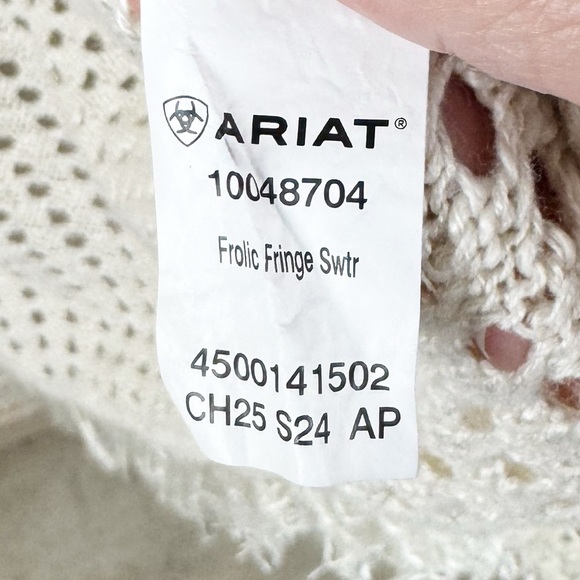 ARIAT®
10048704
Frolic Fringe Swtr
4500141502
CH25 S24 AP